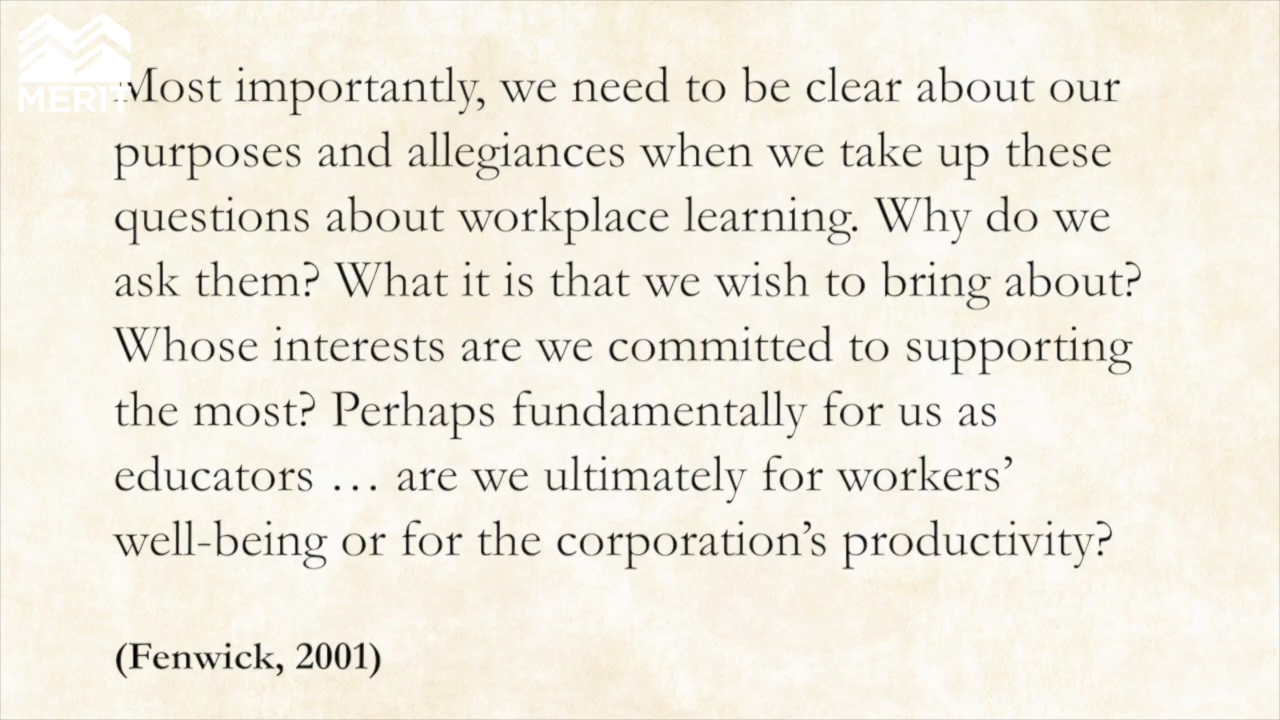 MERIT
Most importantly, we need to be clear about our
purposes and allegiances when we take up these
questions about workplace learning. Why do we
ask them? What it is that we wish to bring about?
Whose interests are we committed to supporting
the most? Perhaps fundamentally for us as
educators … are we ultimately for workers’
well-being or for the corporation’s productivity?
(Fenwick, 2001)